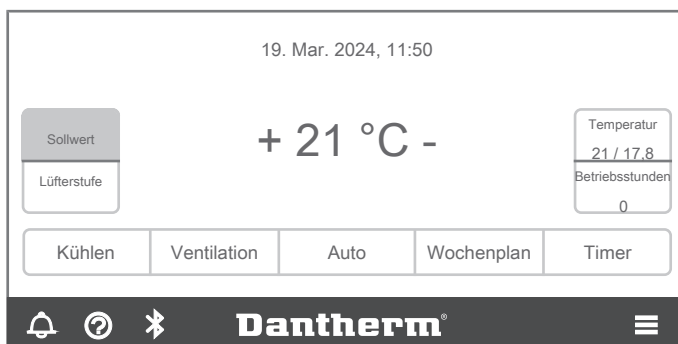 19. Mar. 2024, 11:50
Sollwert
Lüfterstufe
+ 21 °C -
Temperatur
21 / 17,8
Betriebsstunden
0
Kühlen Ventilation Auto Wochenplan Timer
Dantherm®